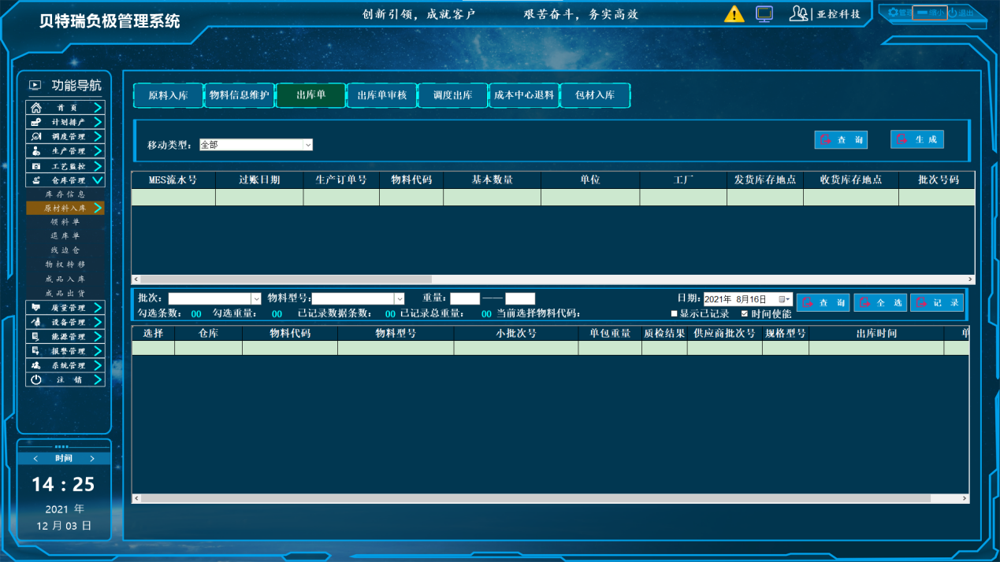 贝特瑞负极管理系统
创新引领，成就客户 艰苦奋斗，务实高效
亚控科技
管理 缩小 退出
功能导航
首 页
计划排产
调度管理
生产管理
工艺监控
仓库管理
库存信息
原材料入库
领料单
退库单
线边仓
物权转移
成品入库
成品出货
质量管理
设备管理
能源管理
报警管理
系统管理
注 销
< 时间 >
14 : 25
2021 年
12 月 03 日
原料入库 物料信息维护 出库单 出库单审核 调度出库 成本中心退料 包材入库
移动类型： 全部 查 询 生 成
MES流水号 过账日期 生产订单号 物料代码 基本数量 单位 工厂 发货库存地点 收货库存地点 批次号码
批次： 物料型号： 重量： —— 日期： 2021年 8月16日 查 询 全 选 记 录
勾选条数： 00 勾选重量： 00 已记录数据条数： 00 已记录总重量： 00 当前选择物料代码： 显示已记录 时间使能
选择 仓库 物料代码 物料型号 小批次号 单包重量 质检结果 供应商批次号 规格型号 出库时间 单